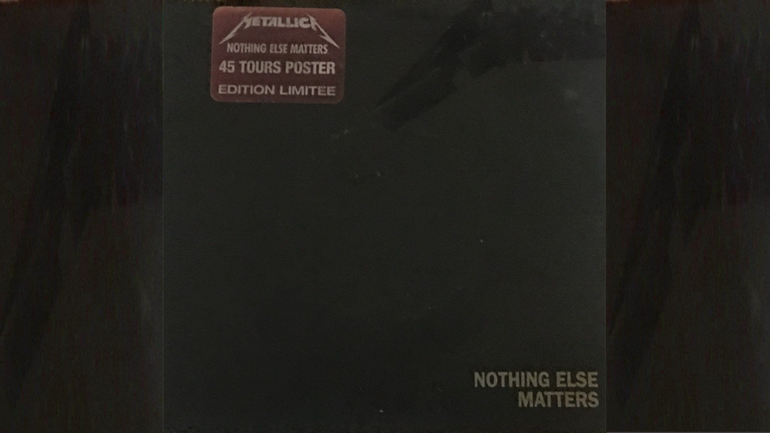 METALLICA
NOTHING ELSE MATTERS
45 TOURS POSTER
EDITION LIMITEE
NOTHING ELSE
MATTERS